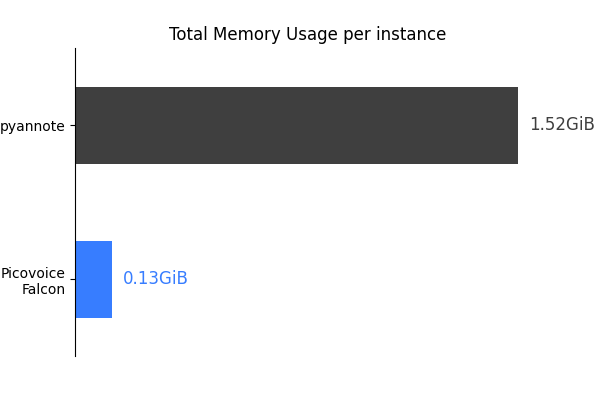 Total Memory Usage per instance
pyannote
1.52GiB
Picovoice
Falcon
0.13GiB